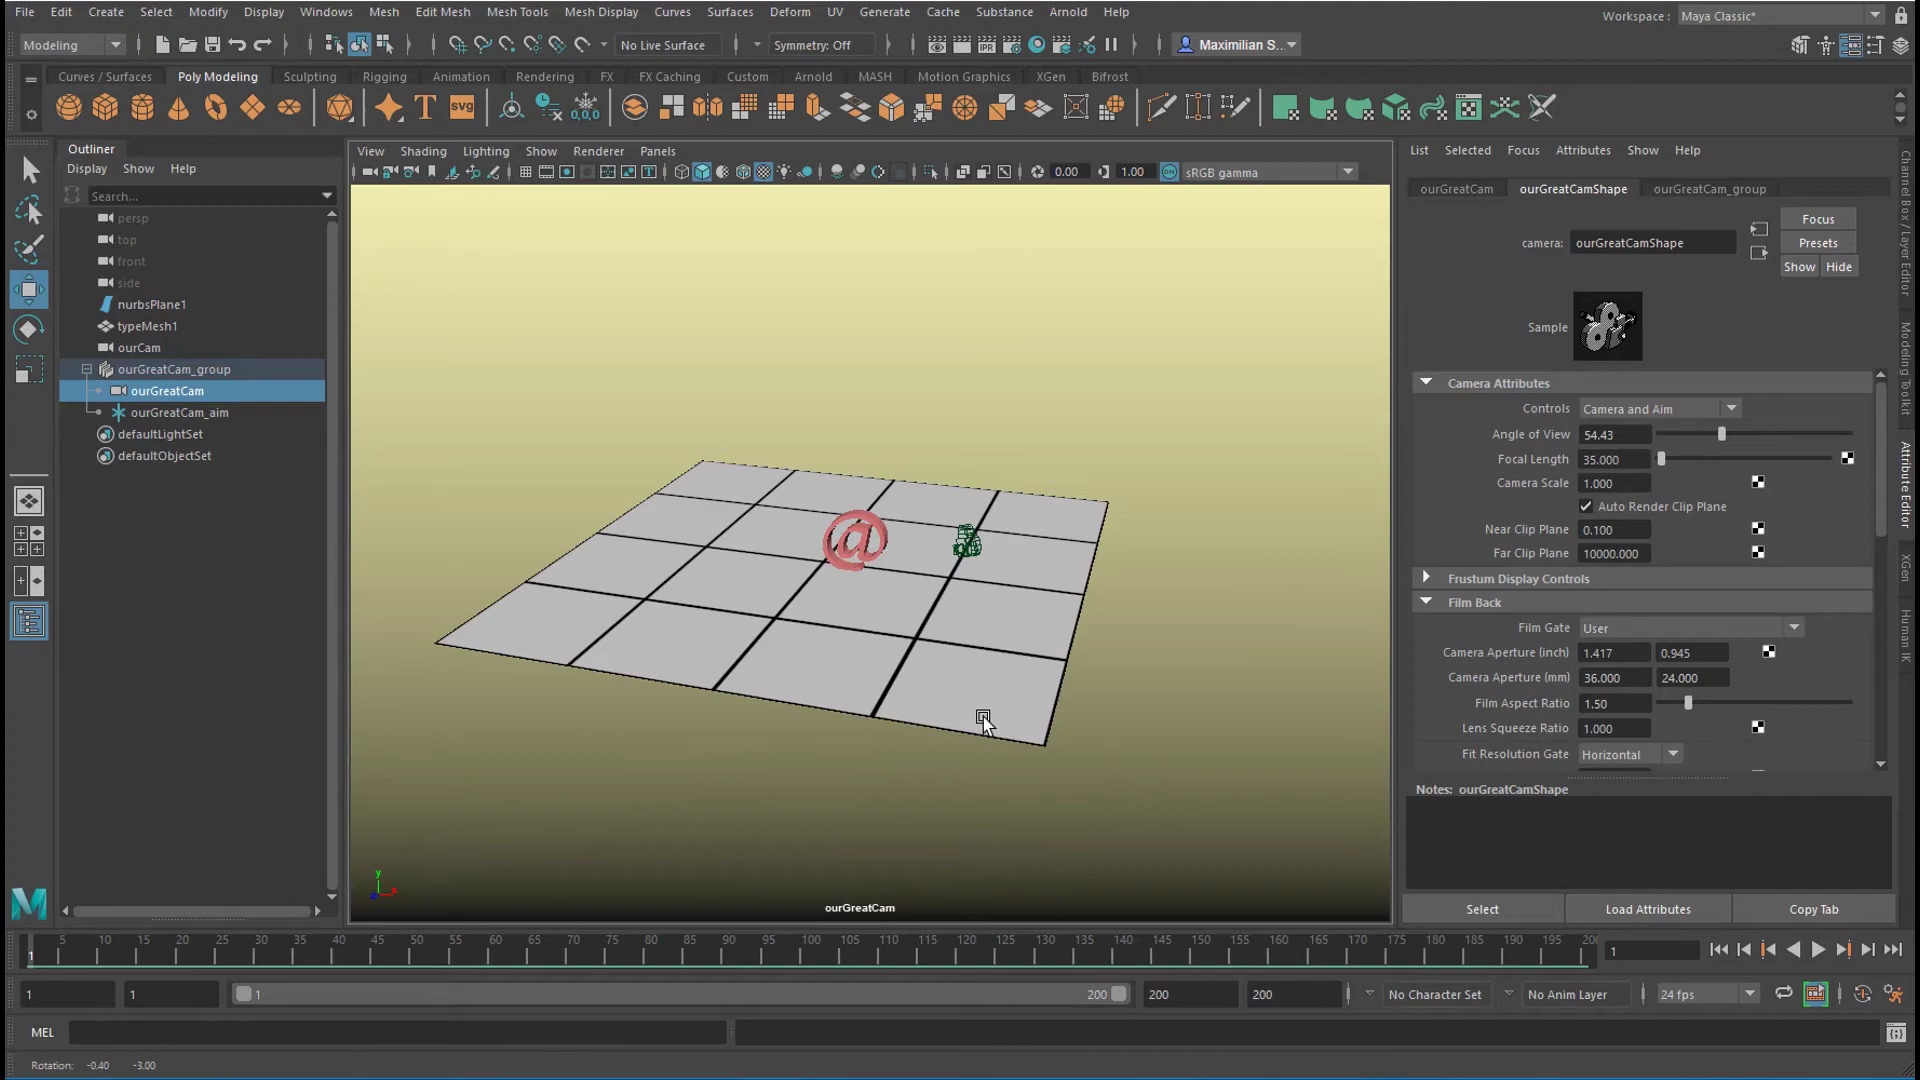 File Edit Create Select Modify Display Windows Mesh Edit Mesh Mesh Tools Mesh Display Curves Surfaces Deform UV Generate Cache Substance Arnold Help
Workspace : Maya Classic*
Modeling No Live Surface Symmetry: Off IPR Maximilian S...
Curves / Surfaces Poly Modeling Sculpting Rigging Animation Rendering FX FX Caching Custom Arnold MASH Motion Graphics XGen Bifrost
T svg 0,0,0
Outliner
Display Show Help
Search...
persp
top
front
side
nurbsPlane1
typeMesh1
ourCam
ourGreatCam_group
ourGreatCam
ourGreatCam_aim
defaultLightSet
defaultObjectSet
View Shading Lighting Show Renderer Panels
0.00 1.00 ON sRGB gamma
@
y
x
z
ourGreatCam
List Selected Focus Attributes Show Help
ourGreatCam ourGreatCamShape ourGreatCam_group
camera: ourGreatCamShape
Focus
Presets
Show Hide
Sample
Camera Attributes
Controls Camera and Aim
Angle of View 54.43
Focal Length 35.000
Camera Scale 1.000
Auto Render Clip Plane
Near Clip Plane 0.100
Far Clip Plane 10000.000
Frustum Display Controls
Film Back
Film Gate User
Camera Aperture (inch) 1.417 0.945
Camera Aperture (mm) 36.000 24.000
Film Aspect Ratio 1.50
Lens Squeeze Ratio 1.000
Fit Resolution Gate Horizontal
Notes: ourGreatCamShape
Select Load Attributes Copy Tab
Channel Box / Layer Editor
Modeling Toolkit
Attribute Editor
XGen
Human IK
5 10 15 20 25 30 35 40 45 50 55 60 65 70 75 80 85 90 95 100 105 110 115 120 125 130 135 140 145 150 155 160 165 170 175 180 185 190 195 200
1 1
1 1 1 200 200 200 No Character Set No Anim Layer 24 fps
MEL
Rotation: -0.40 -3.00